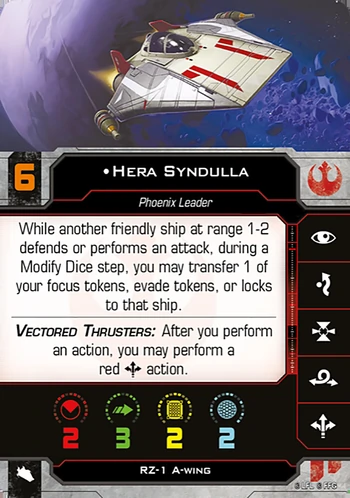 6
•Hera Syndulla
Phoenix Leader
While another friendly ship at range 1-2
defends or performs an attack, during a
Modify Dice step, you may transfer 1 of
your focus tokens, evade tokens, or locks
to that ship.
Vectored Thrusters: After you perform
an action, you may perform a
red action.
2 3 2 2
RZ-1 A-wing
© LFL © FFG